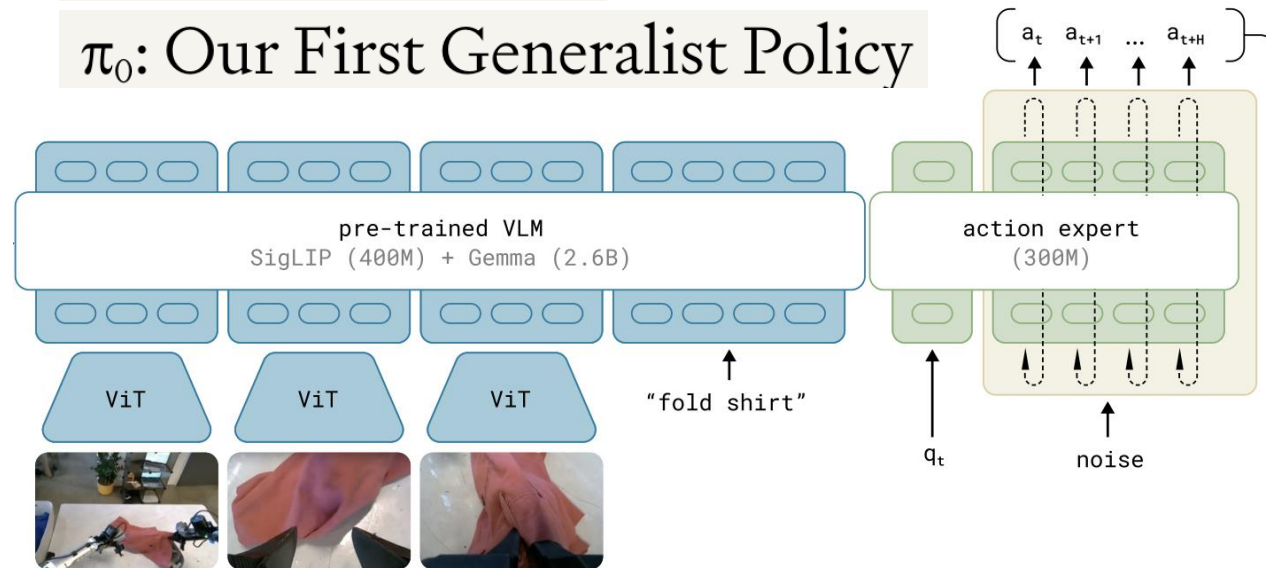 π₀: Our First Generalist Policy
aₜ aₜ₊₁ ... aₜ₊H
pre-trained VLM
SigLIP (400M) + Gemma (2.6B)
action expert
(300M)
ViT
ViT
ViT
“fold shirt”
qₜ
noise